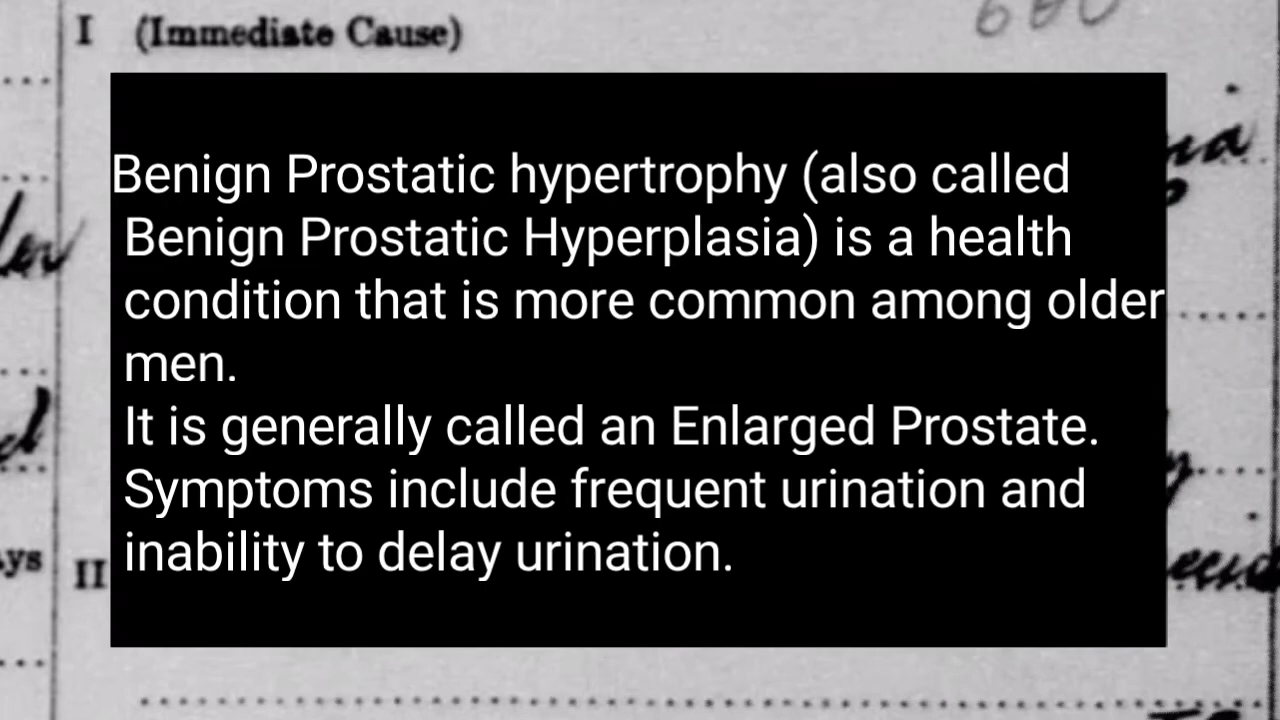 I (Immediate Cause)
Benign Prostatic hypertrophy (also called
Benign Prostatic Hyperplasia) is a health
condition that is more common among older
men.
It is generally called an Enlarged Prostate.
Symptoms include frequent urination and
inability to delay urination.
II